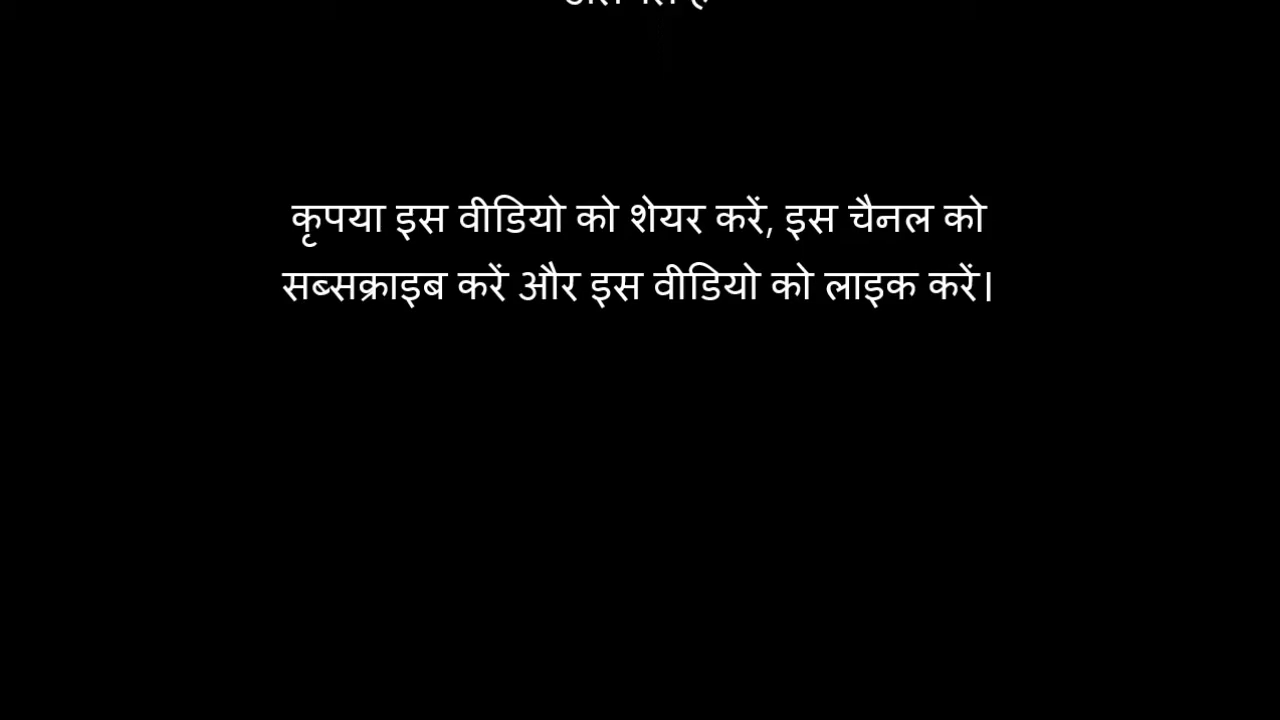 कृपया इस वीडियो को शेयर करें, इस चैनल को
सब्सक्राइब करें और इस वीडियो को लाइक करें।